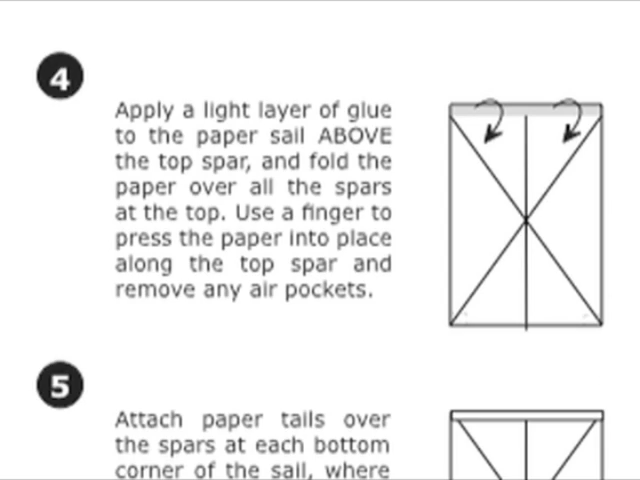 4
Apply a light layer of glue
to the paper sail ABOVE
the top spar, and fold the
paper over all the spars
at the top. Use a finger to
press the paper into place
along the top spar and
remove any air pockets.
5
Attach paper tails over
the spars at each bottom
corner of the sail, where